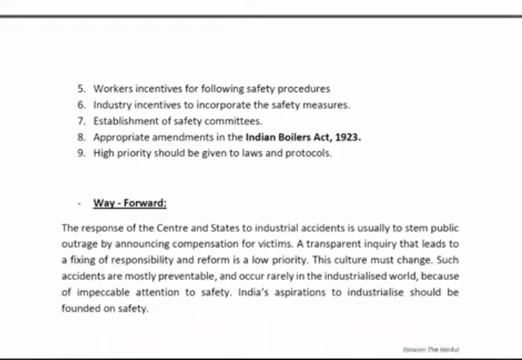 5. Workers incentives for following safety procedures
6. Industry incentives to incorporate the safety measures.
7. Establishment of safety committees.
8. Appropriate amendments in the Indian Boilers Act, 1923.
9. High priority should be given to laws and protocols.
- Way - Forward:
The response of the Centre and States to industrial accidents is usually to stem public
outrage by announcing compensation for victims. A transparent inquiry that leads to
a fixing of responsibility and reform is a low priority. This culture must change. Such
accidents are mostly preventable, and occur rarely in the industrialised world, because
of impeccable attention to safety. India's aspirations to industrialise should be
founded on safety.
The